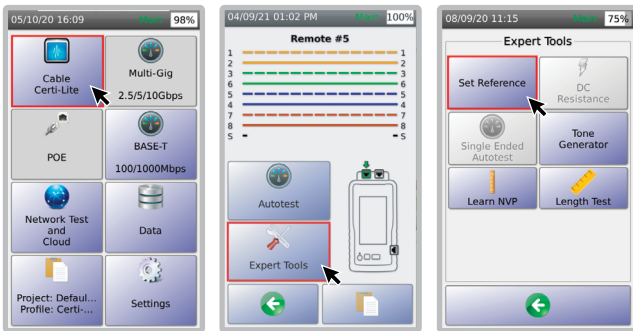 05/10/20 16:09 Main 98%
Cable
Certi-Lite
Multi-Gig
2.5/5/10Gbps
POE
BASE-T
100/1000Mbps
Network Test
and
Cloud
Data
Project: Defaul...
Profile: Certi-...
Settings
04/09/21 01:02 PM Main 100%
Remote #5
1 1
2 2
3 3
6 6
5 5
4 4
7 7
8 8
S S
Autotest
Expert Tools
08/09/20 11:15 Main 75%
Expert Tools
Set Reference
DC
Resistance
Single Ended
Autotest
Tone
Generator
Learn NVP
Length Test